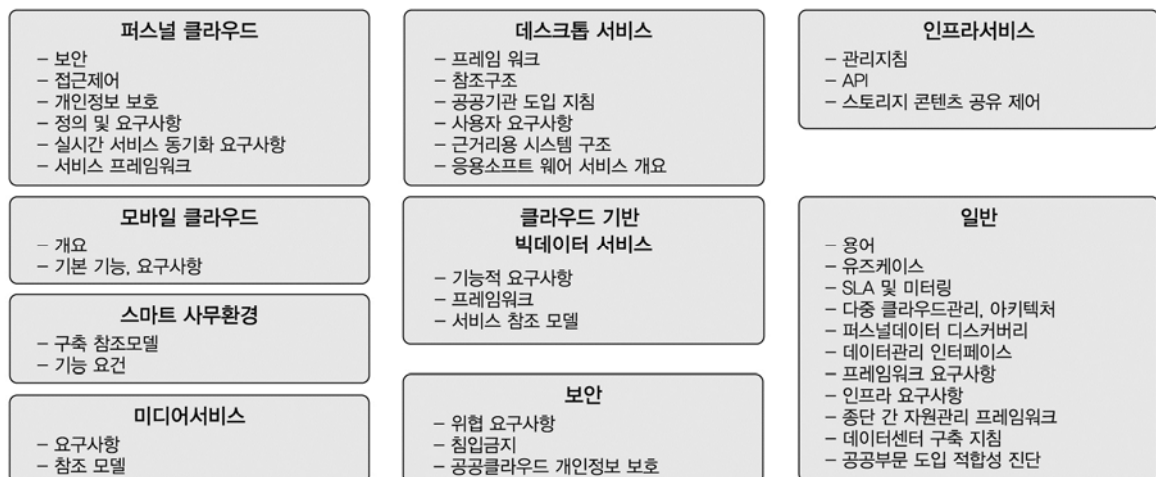 퍼스널 클라우드
– 보안
– 접근제어
– 개인정보 보호
– 정의 및 요구사항
– 실시간 서비스 동기화 요구사항
– 서비스 프레임워크
모바일 클라우드
– 개요
– 기본 기능, 요구사항
스마트 사무환경
– 구축 참조모델
– 기능 요건
미디어서비스
– 요구사항
– 참조 모델
데스크톱 서비스
– 프레임 워크
– 참조구조
– 공공기관 도입 지침
– 사용자 요구사항
– 근거리용 시스템 구조
– 응용소프트 웨어 서비스 개요
클라우드 기반
빅데이터 서비스
– 기능적 요구사항
– 프레임워크
– 서비스 참조 모델
보안
– 위협 요구사항
– 침입금지
– 공공클라우드 개인정보 보호
인프라서비스
– 관리지침
– API
– 스토리지 콘텐츠 공유 제어
일반
– 용어
– 유즈케이스
– SLA 및 미터링
– 다중 클라우드관리, 아키텍처
– 퍼스널데이터 디스커버리
– 데이터관리 인터페이스
– 프레임워크 요구사항
– 인프라 요구사항
– 종단 간 자원관리 프레임워크
– 데이터센터 구축 지침
– 공공부문 도입 적합성 진단